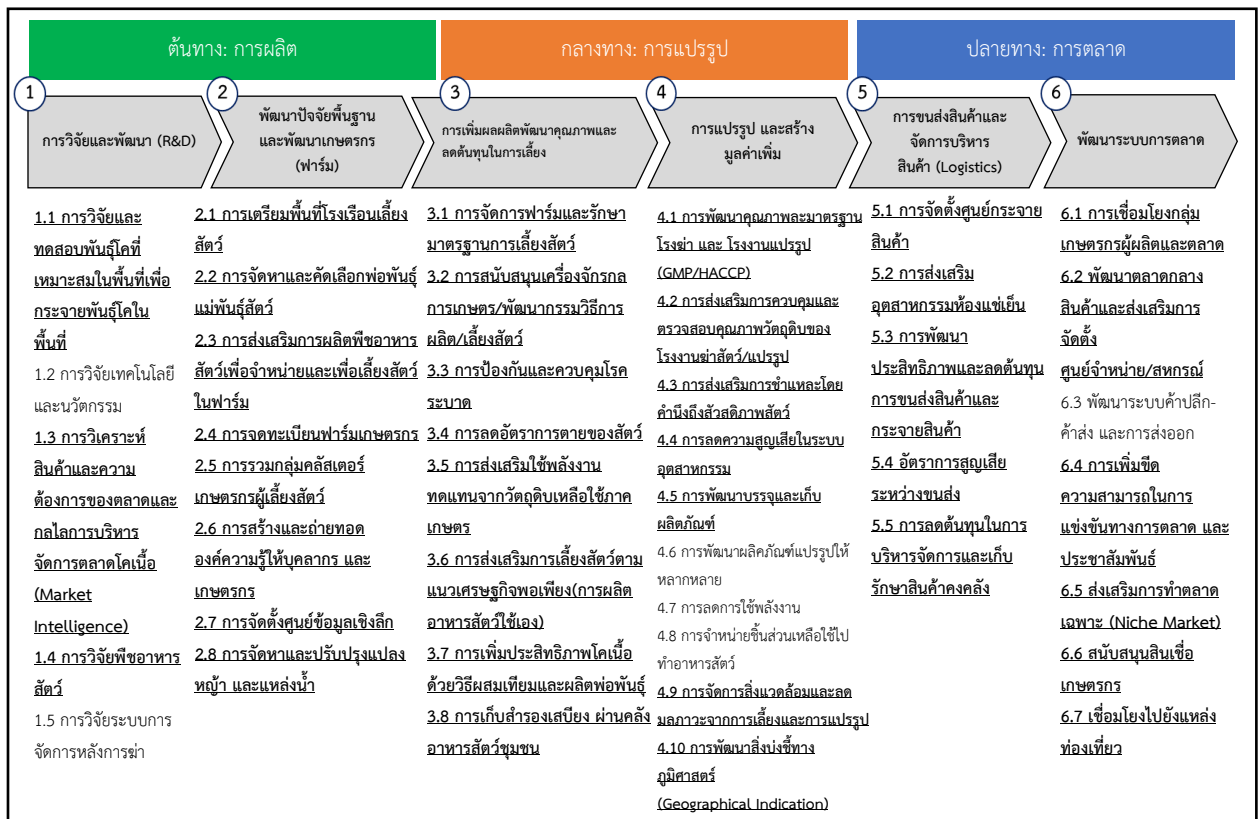 ต้นทาง: การผลิต
กลางทาง: การแปรรูป
ปลายทาง: การตลาด
1
การวิจัยและพัฒนา (R&D)
2
พัฒนาปัจจัยพื้นฐาน
และพัฒนาเกษตรกร
(ฟาร์ม)
3
การเพิ่มผลผลิตพัฒนาคุณภาพและ
ลดต้นทุนในการเลี้ยง
4
การแปรรูป และสร้าง
มูลค่าเพิ่ม
5
การขนส่งสินค้าและ
จัดการบริหาร
สินค้า (Logistics)
6
พัฒนาระบบการตลาด
1.1 การวิจัยและ
ทดสอบพันธุ์โคที่
เหมาะสมในพื้นที่เพื่อ
กระจายพันธุ์โคใน
พื้นที่
1.2 การวิจัยเทคโนโลยี
และนวัตกรรม
1.3 การวิเคราะห์
สินค้าและความ
ต้องการของตลาดและ
กลไลการบริหาร
จัดการตลาดโคเนื้อ
(Market
Intelligence)
1.4 การวิจัยพืชอาหาร
สัตว์
1.5 การวิจัยระบบการ
จัดการหลังการฆ่า
2.1 การเตรียมพื้นที่โรงเรือนเลี้ยง
สัตว์
2.2 การจัดหาและคัดเลือกพ่อพันธุ์
แม่พันธุ์สัตว์
2.3 การส่งเสริมการผลิตพืชอาหาร
สัตว์เพื่อจำหน่ายและเพื่อเลี้ยงสัตว์
ในฟาร์ม
2.4 การจดทะเบียนฟาร์มเกษตรกร
2.5 การรวมกลุ่มคลัสเตอร์
เกษตรกรผู้เลี้ยงสัตว์
2.6 การสร้างและถ่ายทอด
องค์ความรู้ให้บุคลากร และ
เกษตรกร
2.7 การจัดตั้งศูนย์ข้อมูลเชิงลึก
2.8 การจัดหาและปรับปรุงแปลง
หญ้า และแหล่งน้ำ
3.1 การจัดการฟาร์มและรักษา
มาตรฐานการเลี้ยงสัตว์
3.2 การสนับสนุนเครื่องจักรกล
การเกษตร/พัฒนากรรมวิธีการ
ผลิต/เลี้ยงสัตว์
3.3 การป้องกันและควบคุมโรค
ระบาด
3.4 การลดอัตราการตายของสัตว์
3.5 การส่งเสริมใช้พลังงาน
ทดแทนจากวัตถุดิบเหลือใช้ภาค
เกษตร
3.6 การส่งเสริมการเลี้ยงสัตว์ตาม
แนวเศรษฐกิจพอเพียง(การผลิต
อาหารสัตว์ใช้เอง)
3.7 การเพิ่มประสิทธิภาพโคเนื้อ
ด้วยวิธีผสมเทียมและผลิตพ่อพันธุ์
3.8 การเก็บสำรองเสบียง ผ่านคลัง
อาหารสัตว์ชุมชน
4.1 การพัฒนาคุณภาพละมาตรฐาน
โรงฆ่า และ โรงงานแปรรูป
(GMP/HACCP)
4.2 การส่งเสริมการควบคุมและ
ตรวจสอบคุณภาพวัตถุดิบของ
โรงงานฆ่าสัตว์/แปรรูป
4.3 การส่งเสริมการชำแหละโดย
คำนึงถึงสัวสดิภาพสัตว์
4.4 การลดความสูญเสียในระบบ
อุตสาหกรรม
4.5 การพัฒนาบรรจุและเก็บ
ผลิตภัณฑ์
4.6 การพัฒนาผลิคภัณฑ์แปรรูปให้
หลากหลาย
4.7 การลดการใช้พลังงาน
4.8 การจำหน่ายชิ้นส่วนเหลือใช้ไป
ทำอาหารสัตว์
4.9 การจัดการสิ่งแวดล้อมและลด
มลภาวะจากการเลี้ยงและการแปรรูป
4.10 การพัฒนาสิ่งบ่งชี้ทาง
ภูมิศาสตร์
(Geographical Indication)
5.1 การจัดตั้งศูนย์กระจาย
สินค้า
5.2 การส่งเสริม
อุตสาหกรรมห้องแช่เย็น
5.3 การพัฒนา
ประสิทธิภาพและลดต้นทุน
การขนส่งสินค้าและ
กระจายสินค้า
5.4 อัตราการสูญเสีย
ระหว่างขนส่ง
5.5 การลดต้นทุนในการ
บริหารจัดการและเก็บ
รักษาสินค้าคงคลัง
6.1 การเชื่อมโยงกลุ่ม
เกษตรกรผู้ผลิตและตลาด
6.2 พัฒนาตลาดกลาง
สินค้าและส่งเสริมการ
จัดตั้ง
ศูนย์จำหน่าย/สหกรณ์
6.3 พัฒนาระบบค้าปลีก-
ค้าส่ง และการส่งออก
6.4 การเพิ่มขีด
ความสามารถในการ
แข่งขันทางการตลาด และ
ประชาสัมพันธ์
6.5 ส่งเสริมการทำตลาด
เฉพาะ (Niche Market)
6.6 สนับสนุนสินเชื่อ
เกษตรกร
6.7 เชื่อมโยงไปยังแหล่ง
ท่องเที่ยว